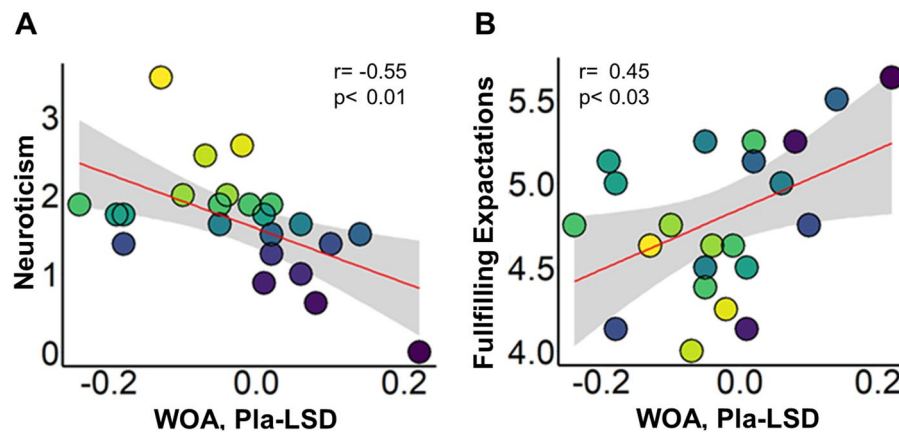 A
r= -0.55
p< 0.01
Neuroticism
3
2
1
0
-0.2
0.0
0.2
WOA, Pla-LSD
B
r= 0.45
p< 0.03
Fullfilling Expactations
5.5
5.0
4.5
4.0
-0.2
0.0
0.2
WOA, Pla-LSD